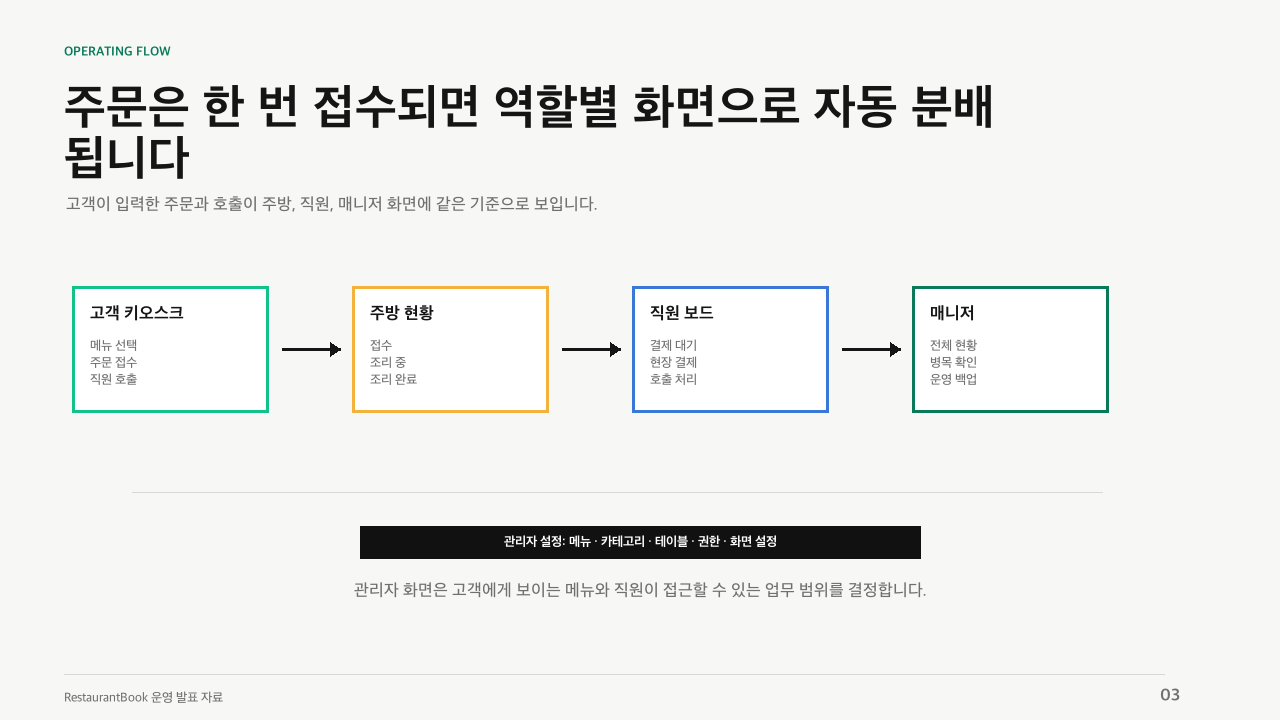 OPERATING FLOW
주문은 한 번 접수되면 역할별 화면으로 자동 분배
됩니다
고객이 입력한 주문과 호출이 주방, 직원, 매니저 화면에 같은 기준으로 보입니다.
고객 키오스크
메뉴 선택
주문 접수
직원 호출
주방 현황
접수
조리 중
조리 완료
직원 보드
결제 대기
현장 결제
호출 처리
매니저
전체 현황
병목 확인
운영 백업
관리자 설정: 메뉴 · 카테고리 · 테이블 · 권한 · 화면 설정
관리자 화면은 고객에게 보이는 메뉴와 직원이 접근할 수 있는 업무 범위를 결정합니다.
RestaurantBook 운영 발표 자료
03